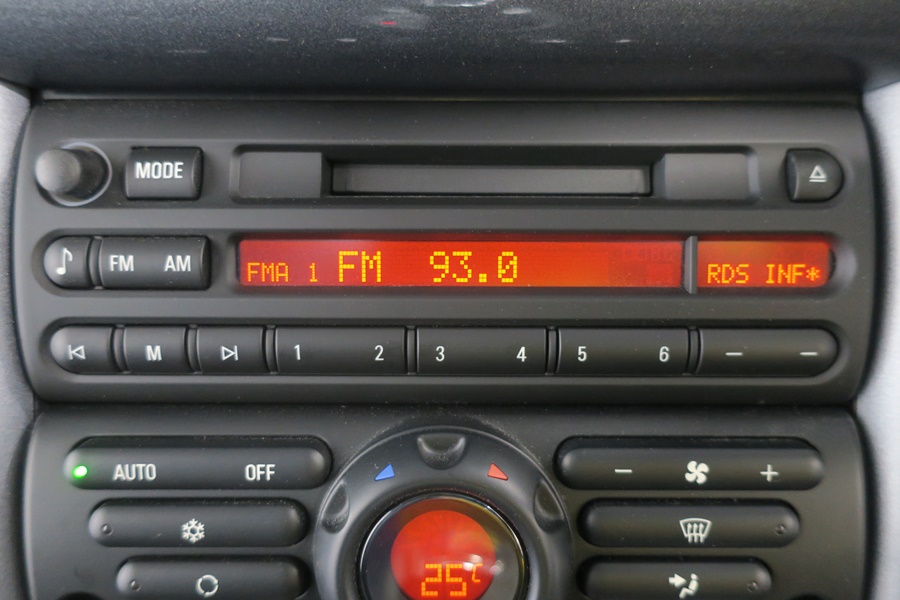 MODE
FM AM
FMA 1 FM 93.0 RDS INF*
M 1 2 3 4 5 6 — —
AUTO OFF − +
25°C